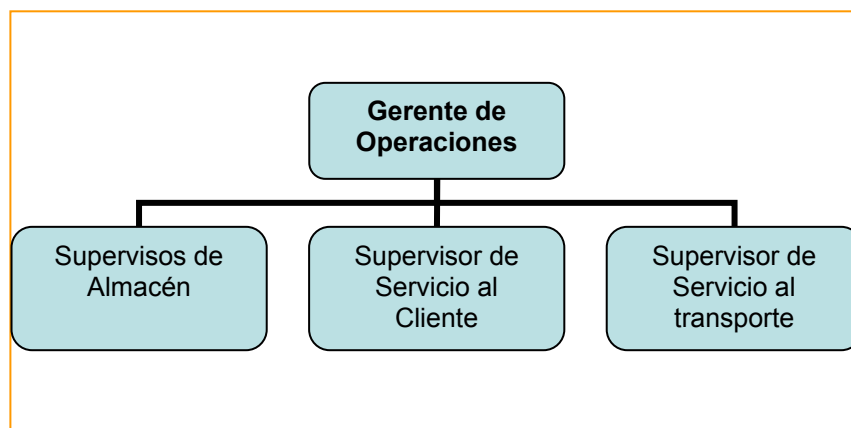 Gerente de
Operaciones
Supervisos de
Almacén
Supervisor de
Servicio al
Cliente
Supervisor de
Servicio al
transporte